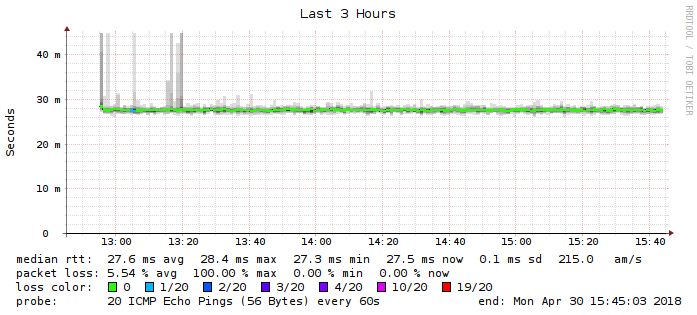 Last 3 Hours
RRDTOOL / TOBI OETIKER
Seconds
40 m
30 m
20 m
10 m
0
13:00 13:20 13:40 14:00 14:20 14:40 15:00 15:20 15:40
median rtt: 27.6 ms avg 28.4 ms max 27.3 ms min 27.5 ms now 0.1 ms sd 215.0 am/s
packet loss: 5.54 % avg 100.00 % max 0.00 % min 0.00 % now
loss color: 0 1/20 2/20 3/20 4/20 10/20 19/20
probe: 20 ICMP Echo Pings (56 Bytes) every 60s end: Mon Apr 30 15:45:03 2018